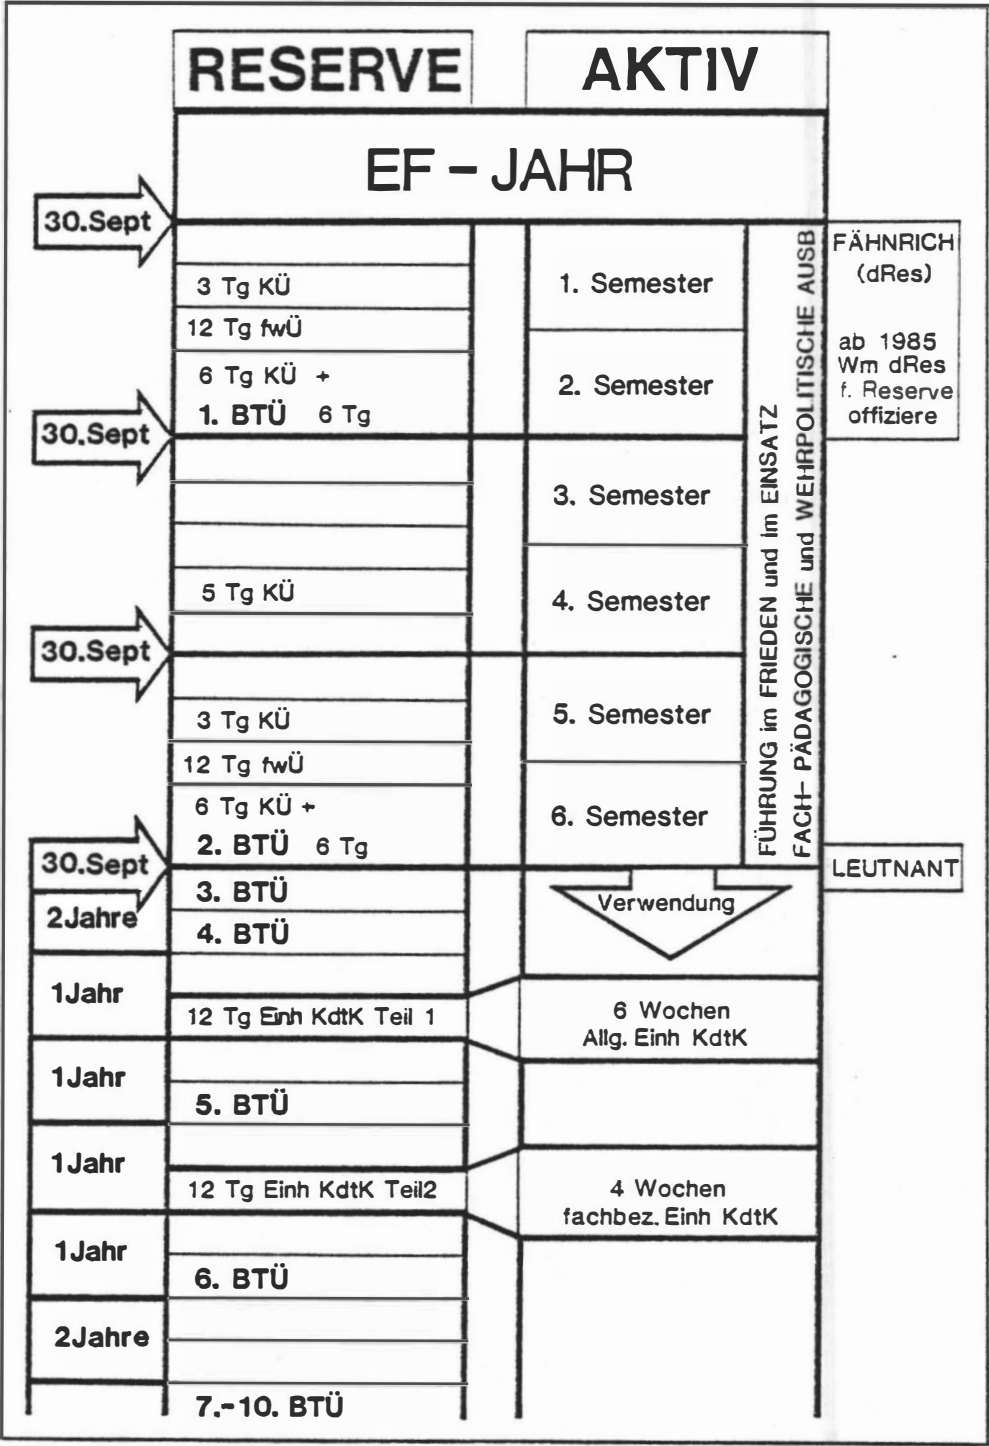 RESERVE
AKTIV
EF - JAHR
30.Sept
3 Tg KÜ
12 Tg fwÜ
6 Tg KÜ +
1. BTÜ 6 Tg
30.Sept
5 Tg KÜ
30.Sept
3 Tg KÜ
12 Tg fwÜ
6 Tg KÜ +
2. BTÜ 6 Tg
30.Sept
3. BTÜ
2Jahre
4. BTÜ
1Jahr
12 Tg Einh KdtK Teil 1
1Jahr
5. BTÜ
1Jahr
12 Tg Einh KdtK Teil2
1Jahr
6. BTÜ
2Jahre
7.-10. BTÜ
1. Semester
2. Semester
3. Semester
4. Semester
5. Semester
6. Semester
Verwendung
6 Wochen
Allg. Einh KdtK
4 Wochen
fachbez. Einh KdtK
FÜHRUNG im FRIEDEN und im EINSATZ
FACH- PÄDAGOGISCHE und WEHRPOLITISCHE AUSB
FÄHNRICH
(dRes)
ab 1985
Wm dRes
f. Reserve
offiziere
LEUTNANT